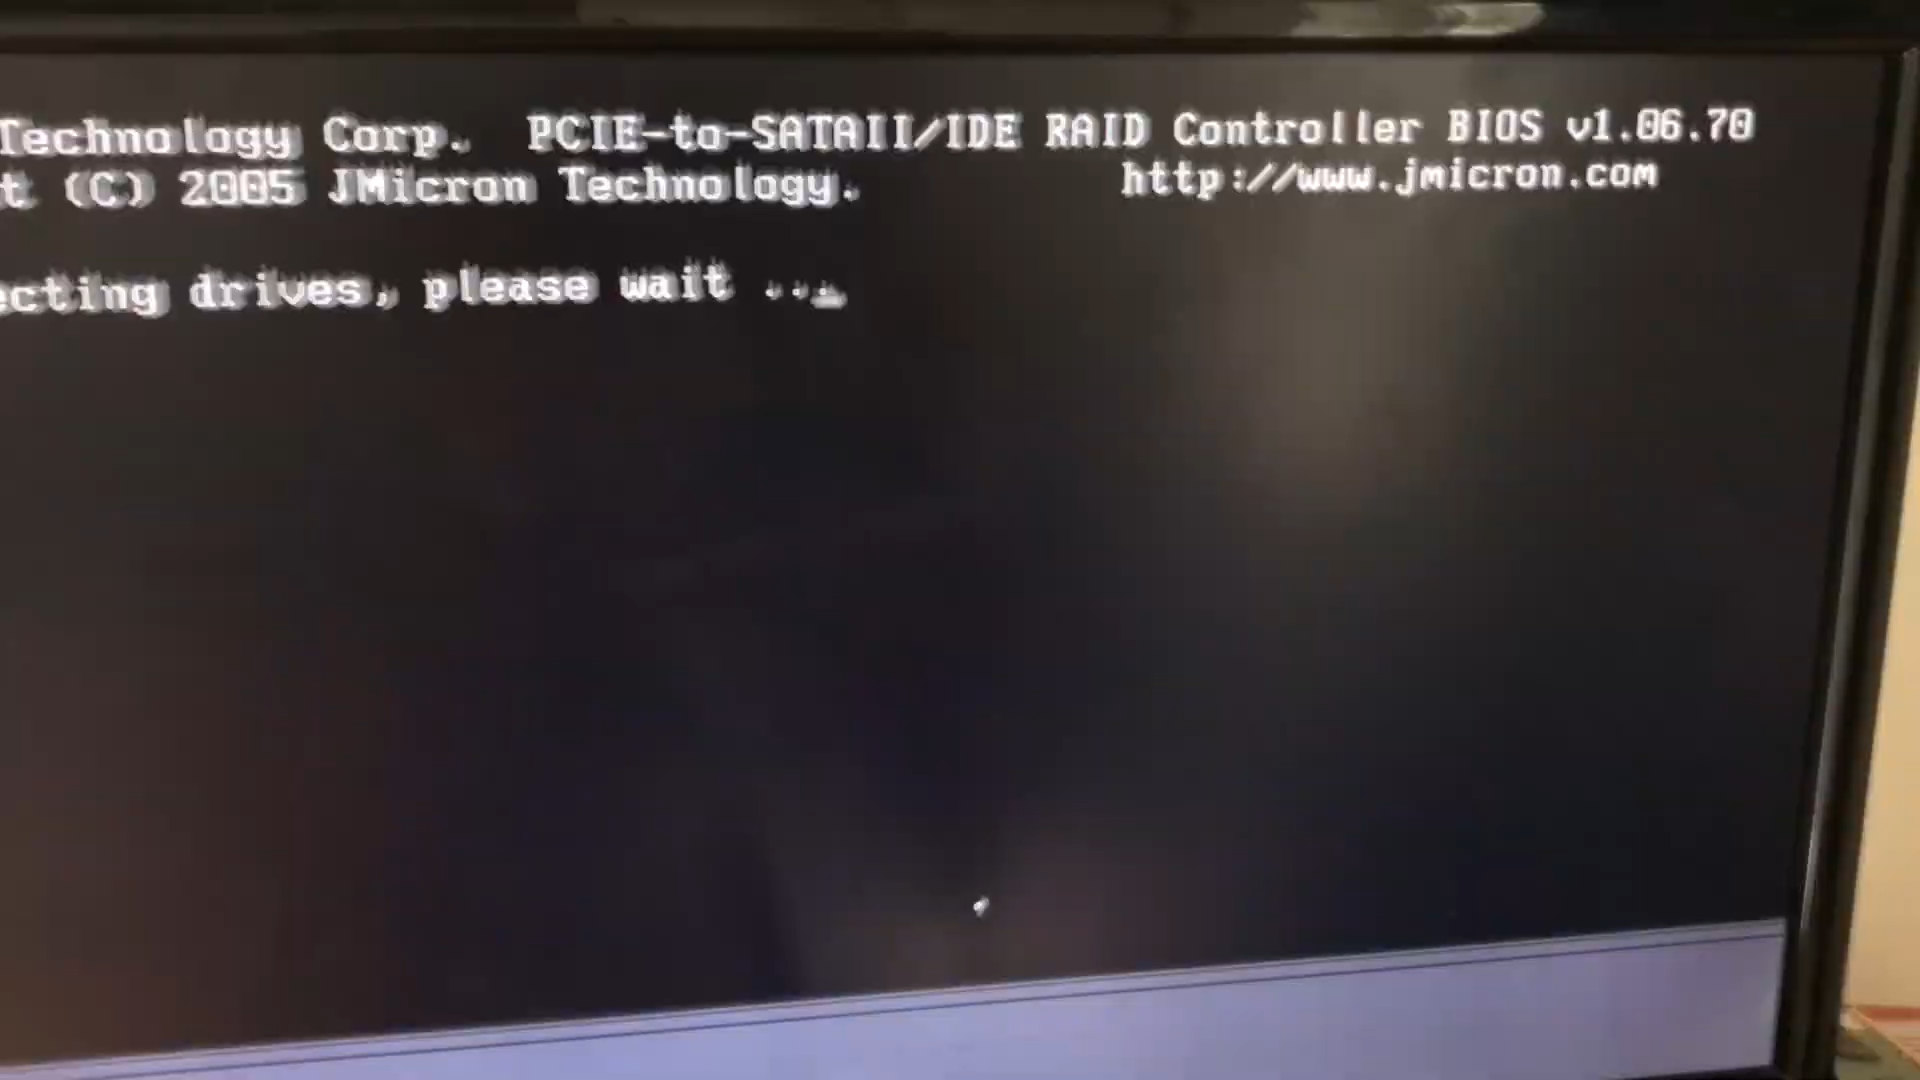 Technology Corp. PCIE-to-SATAII/IDE RAID Controller BIOS v1.06.70
t (C) 2005 JMicron Technology. http://www.jmicron.com
ecting drives, please wait ...